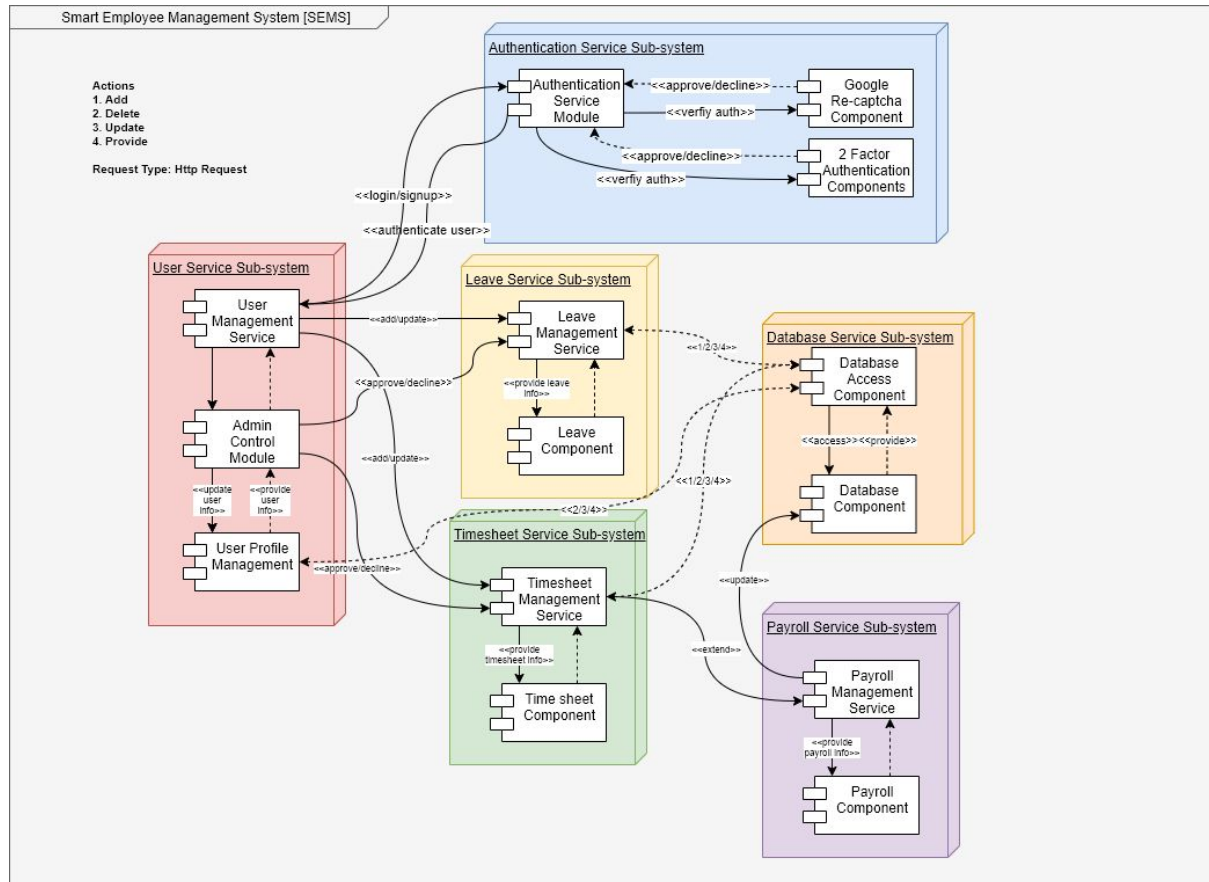 Smart Employee Management System [SEMS]
Actions
1. Add
2. Delete
3. Update
4. Provide
Request Type: Http Request
Authentication Service Sub-system
Authentication
Service
Module
<<approve/decline>>
<<verfiy auth>>
Google
Re-captcha
Component
<<approve/decline>>
<<verfiy auth>>
2 Factor
Authentication
Components
<<login/signup>>
<<authenticate user>>
User Service Sub-system
User
Management
Service
Admin
Control
Module
<<update
user
info>>
<<provide
user
info>>
User Profile
Management
<<add/update>>
<<approve/decline>>
<<add/update>>
<<approve/decline>>
Leave Service Sub-system
Leave
Management
Service
<<provide leave
info>>
Leave
Component
<<1/2/3/4>>
<<1/2/3/4>>
<<2/3/4>>
Database Service Sub-system
Database
Access
Component
<<access>>
<<provide>>
Database
Component
Timesheet Service Sub-system
Timesheet
Management
Service
<<provide
timesheet info>>
Time sheet
Component
<<update>>
<<extend>>
Payroll Service Sub-system
Payroll
Management
Service
<<provide
payroll info>>
Payroll
Component